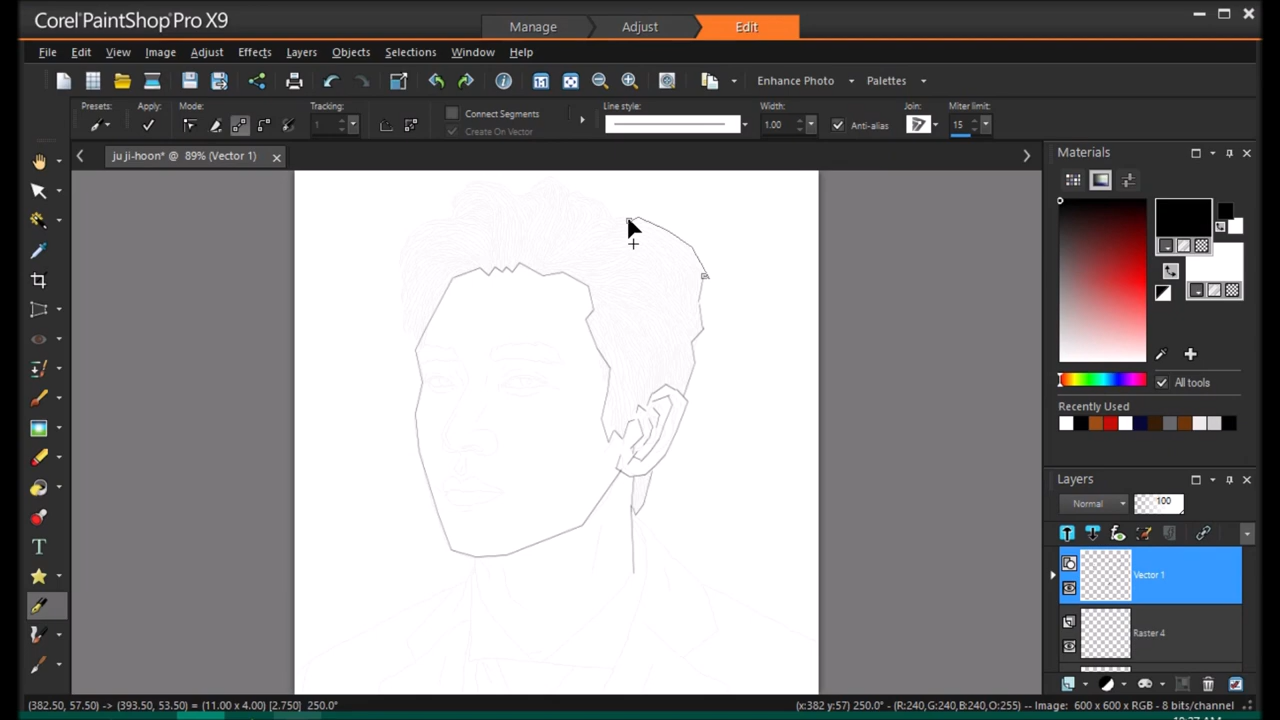 Corel PaintShop Pro X9
Manage Adjust Edit
File Edit View Image Adjust Effects Layers Objects Selections Window Help
Enhance Photo Palettes
Presets: Apply: Mode: Tracking: Connect Segments Line style: Width: Join: Miter limit:
1 Create On Vector 1.00 Anti-alias 15
ju ji-hoon* @ 89% (Vector 1)
Materials
All tools
Recently Used
Layers
Normal 100
Vector 1
Raster 4
(382.50, 57.50) -> (393.50, 53.50) = (11.00 x 4.00) [2.750] 250.0° (x:382 y:57) 250.0° - (R:240,G:240,B:240,O:255) -- Image: 600 x 600 x RGB - 8 bits/channel